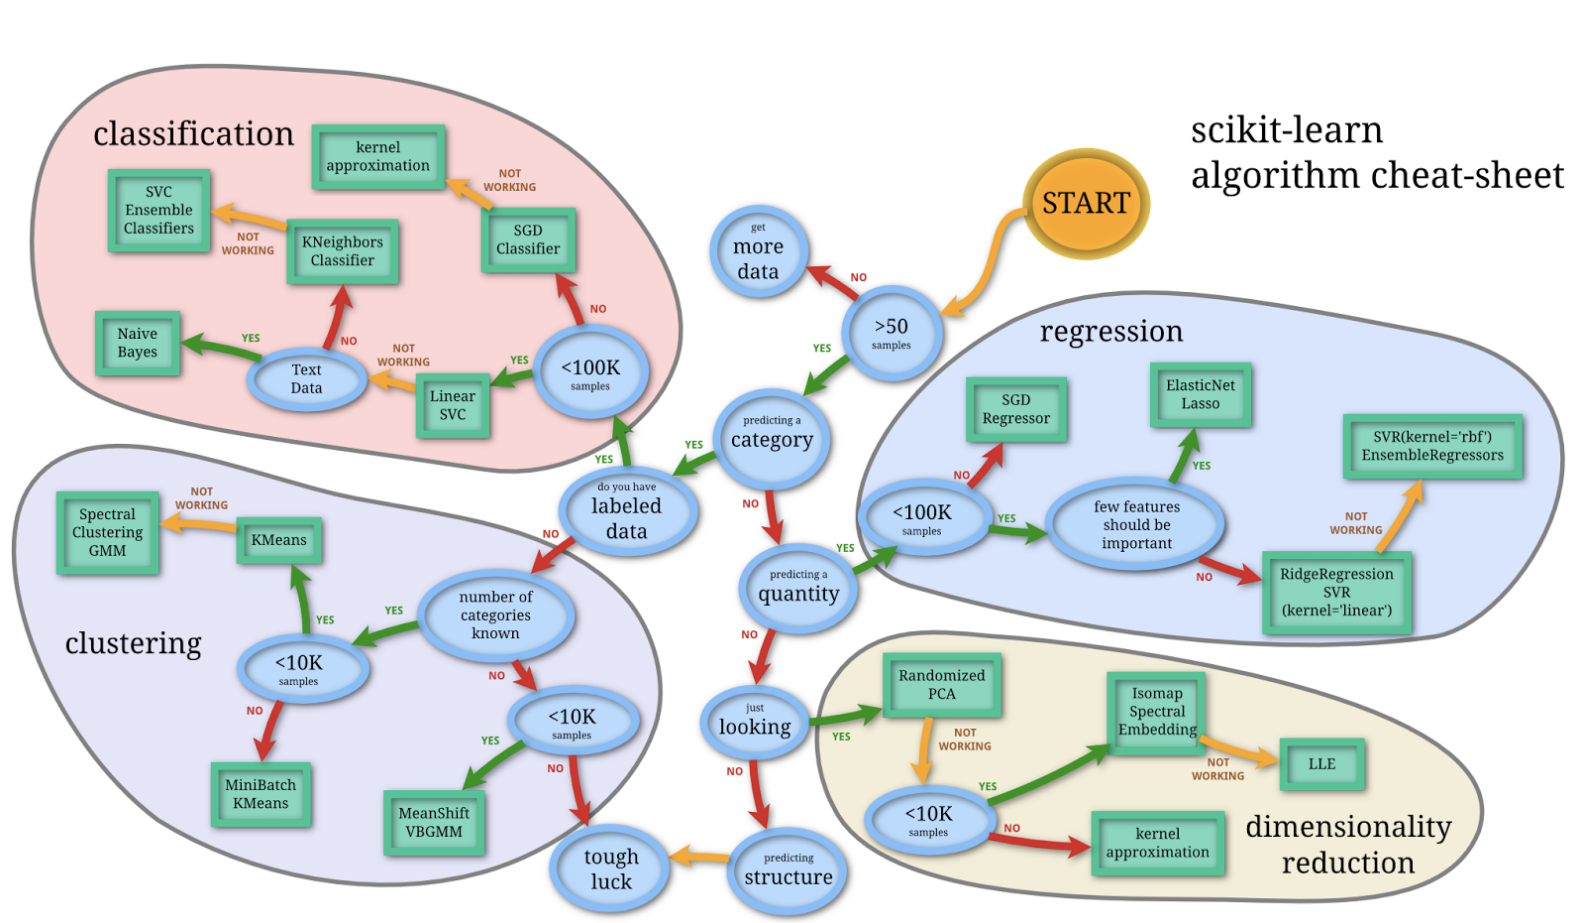 scikit-learn
algorithm cheat-sheet
START
classification
kernel
approximation
NOT
WORKING
SVC
Ensemble
Classifiers
NOT
WORKING
KNeighbors
Classifier
SGD
Classifier
NO
Naive
Bayes
YES
NO
Text
Data
NOT
WORKING
Linear
SVC
YES
<100K
samples
YES
get
more
data
NO
>50
samples
YES
predicting a
category
YES
NO
do you have
labeled
data
NO
predicting a
quantity
YES
NO
just
looking
YES
NO
predicting
structure
tough
luck
regression
SGD
Regressor
NO
<100K
samples
YES
ElasticNet
Lasso
YES
few features
should be
important
NO
SVR(kernel='rbf')
EnsembleRegressors
NOT
WORKING
RidgeRegression
SVR
(kernel='linear')
clustering
Spectral
Clustering
GMM
NOT
WORKING
KMeans
YES
<10K
samples
NO
MiniBatch
KMeans
number of
categories
known
YES
NO
<10K
samples
YES
NO
MeanShift
VBGMM
dimensionality
reduction
Randomized
PCA
NOT
WORKING
<10K
samples
YES
NO
Isomap
Spectral
Embedding
NOT
WORKING
LLE
kernel
approximation